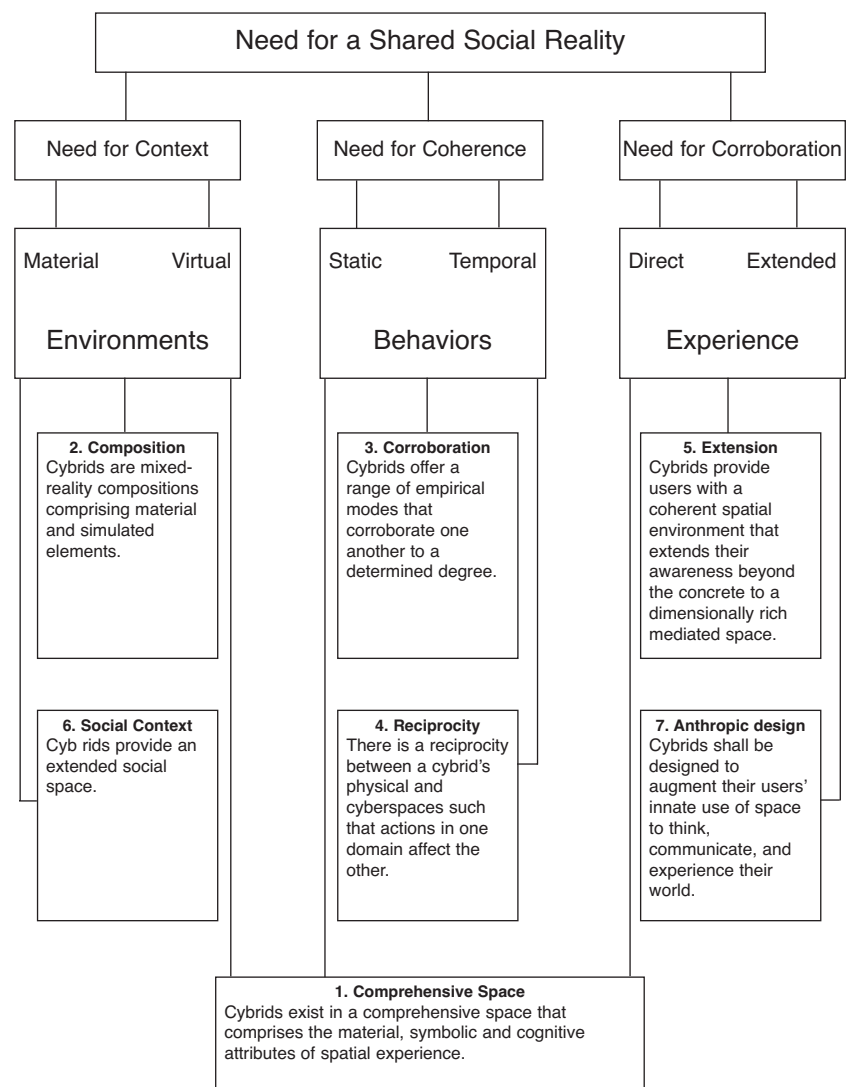 Need for a Shared Social Reality
Need for Context
Need for Coherence
Need for Corroboration
Material Virtual
Environments
Static Temporal
Behaviors
Direct Extended
Experience
2. Composition
Cybrids are mixed-
reality compositions
comprising material
and simulated
elements.
3. Corroboration
Cybrids offer a
range of empirical
modes that
corroborate one
another to a
determined degree.
5. Extension
Cybrids provide
users with a
coherent spatial
environment that
extends their
awareness beyond
the concrete to a
dimensionally rich
mediated space.
6. Social Context
Cyb rids provide an
extended social
space.
4. Reciprocity
There is a reciprocity
between a cybrid's
physical and
cyberspaces such
that actions in one
domain affect the
other.
7. Anthropic design
Cybrids shall be
designed to
augment their users'
innate use of space
to think,
communicate, and
experience their
world.
1. Comprehensive Space
Cybrids exist in a comprehensive space that
comprises the material, symbolic and cognitive
attributes of spatial experience.